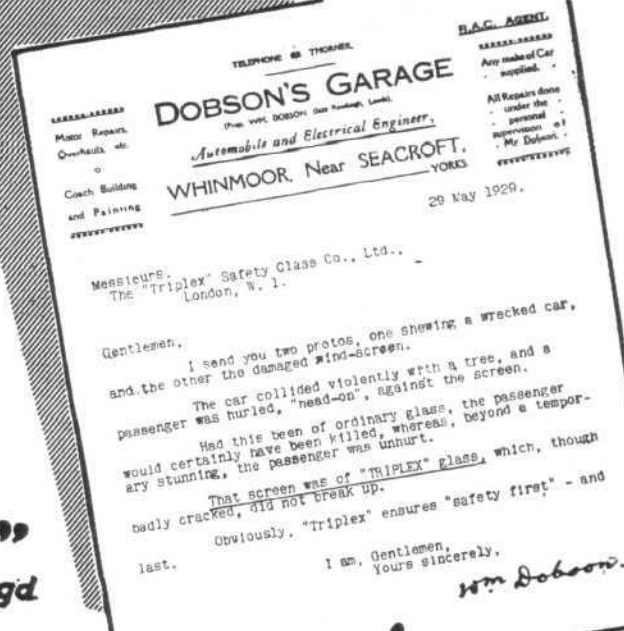 R.A.C. AGENT.
TELEPHONE 68 THORNER.
DOBSON'S GARAGE
(Prop. WM. DOBSON (late Leeds).
Automobile and Electrical Engineer,
WHINMOOR, Near SEACROFT,
YORKS
Motor Repairs,
Overhauls, etc.
o
Coach Building
and Painting
Any make of Car
supplied.
All Repairs done
under the
personal
supervision of
Mr Dobson.
29 May 1929.
Messieurs.
The "Triplex" Safety Glass Co., Ltd.,
London, W. 1.
Gentlemen,
I send you two photos, one shewing a wrecked car,
and the other the damaged wind-screen.
The car collided violently with a tree, and a
passenger was hurled, "head-on", against the screen.
Had this been of ordinary glass, the passenger
would certainly have been killed, whereas, beyond a tempor-
ary stunning, the passenger was unhurt.
That screen was of "TRIPLEX" glass, which, though
badly cracked, did not break up.
Obviously, "Triplex" ensures "safety first" - and
last.
I am, Gentlemen,
Yours sincerely,
Wm Dobson.
"
gd